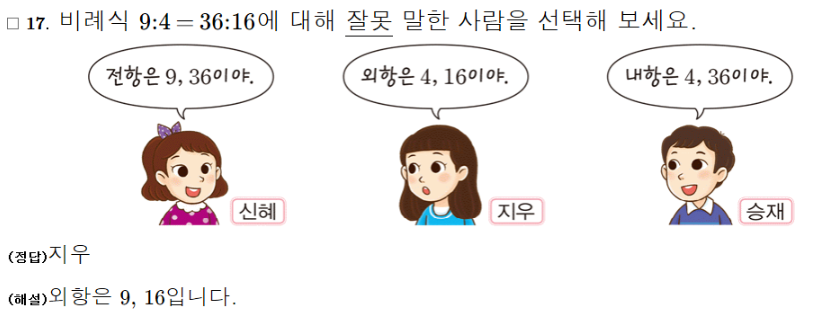 □ 17. 비례식 9:4 = 36:16에 대해 잘못 말한 사람을 선택해 보세요.
전항은 9, 36이야.
외항은 4, 16이야.
내항은 4, 36이야.
신혜
지우
승재
(정답)지우
(해설)외항은 9, 16입니다.